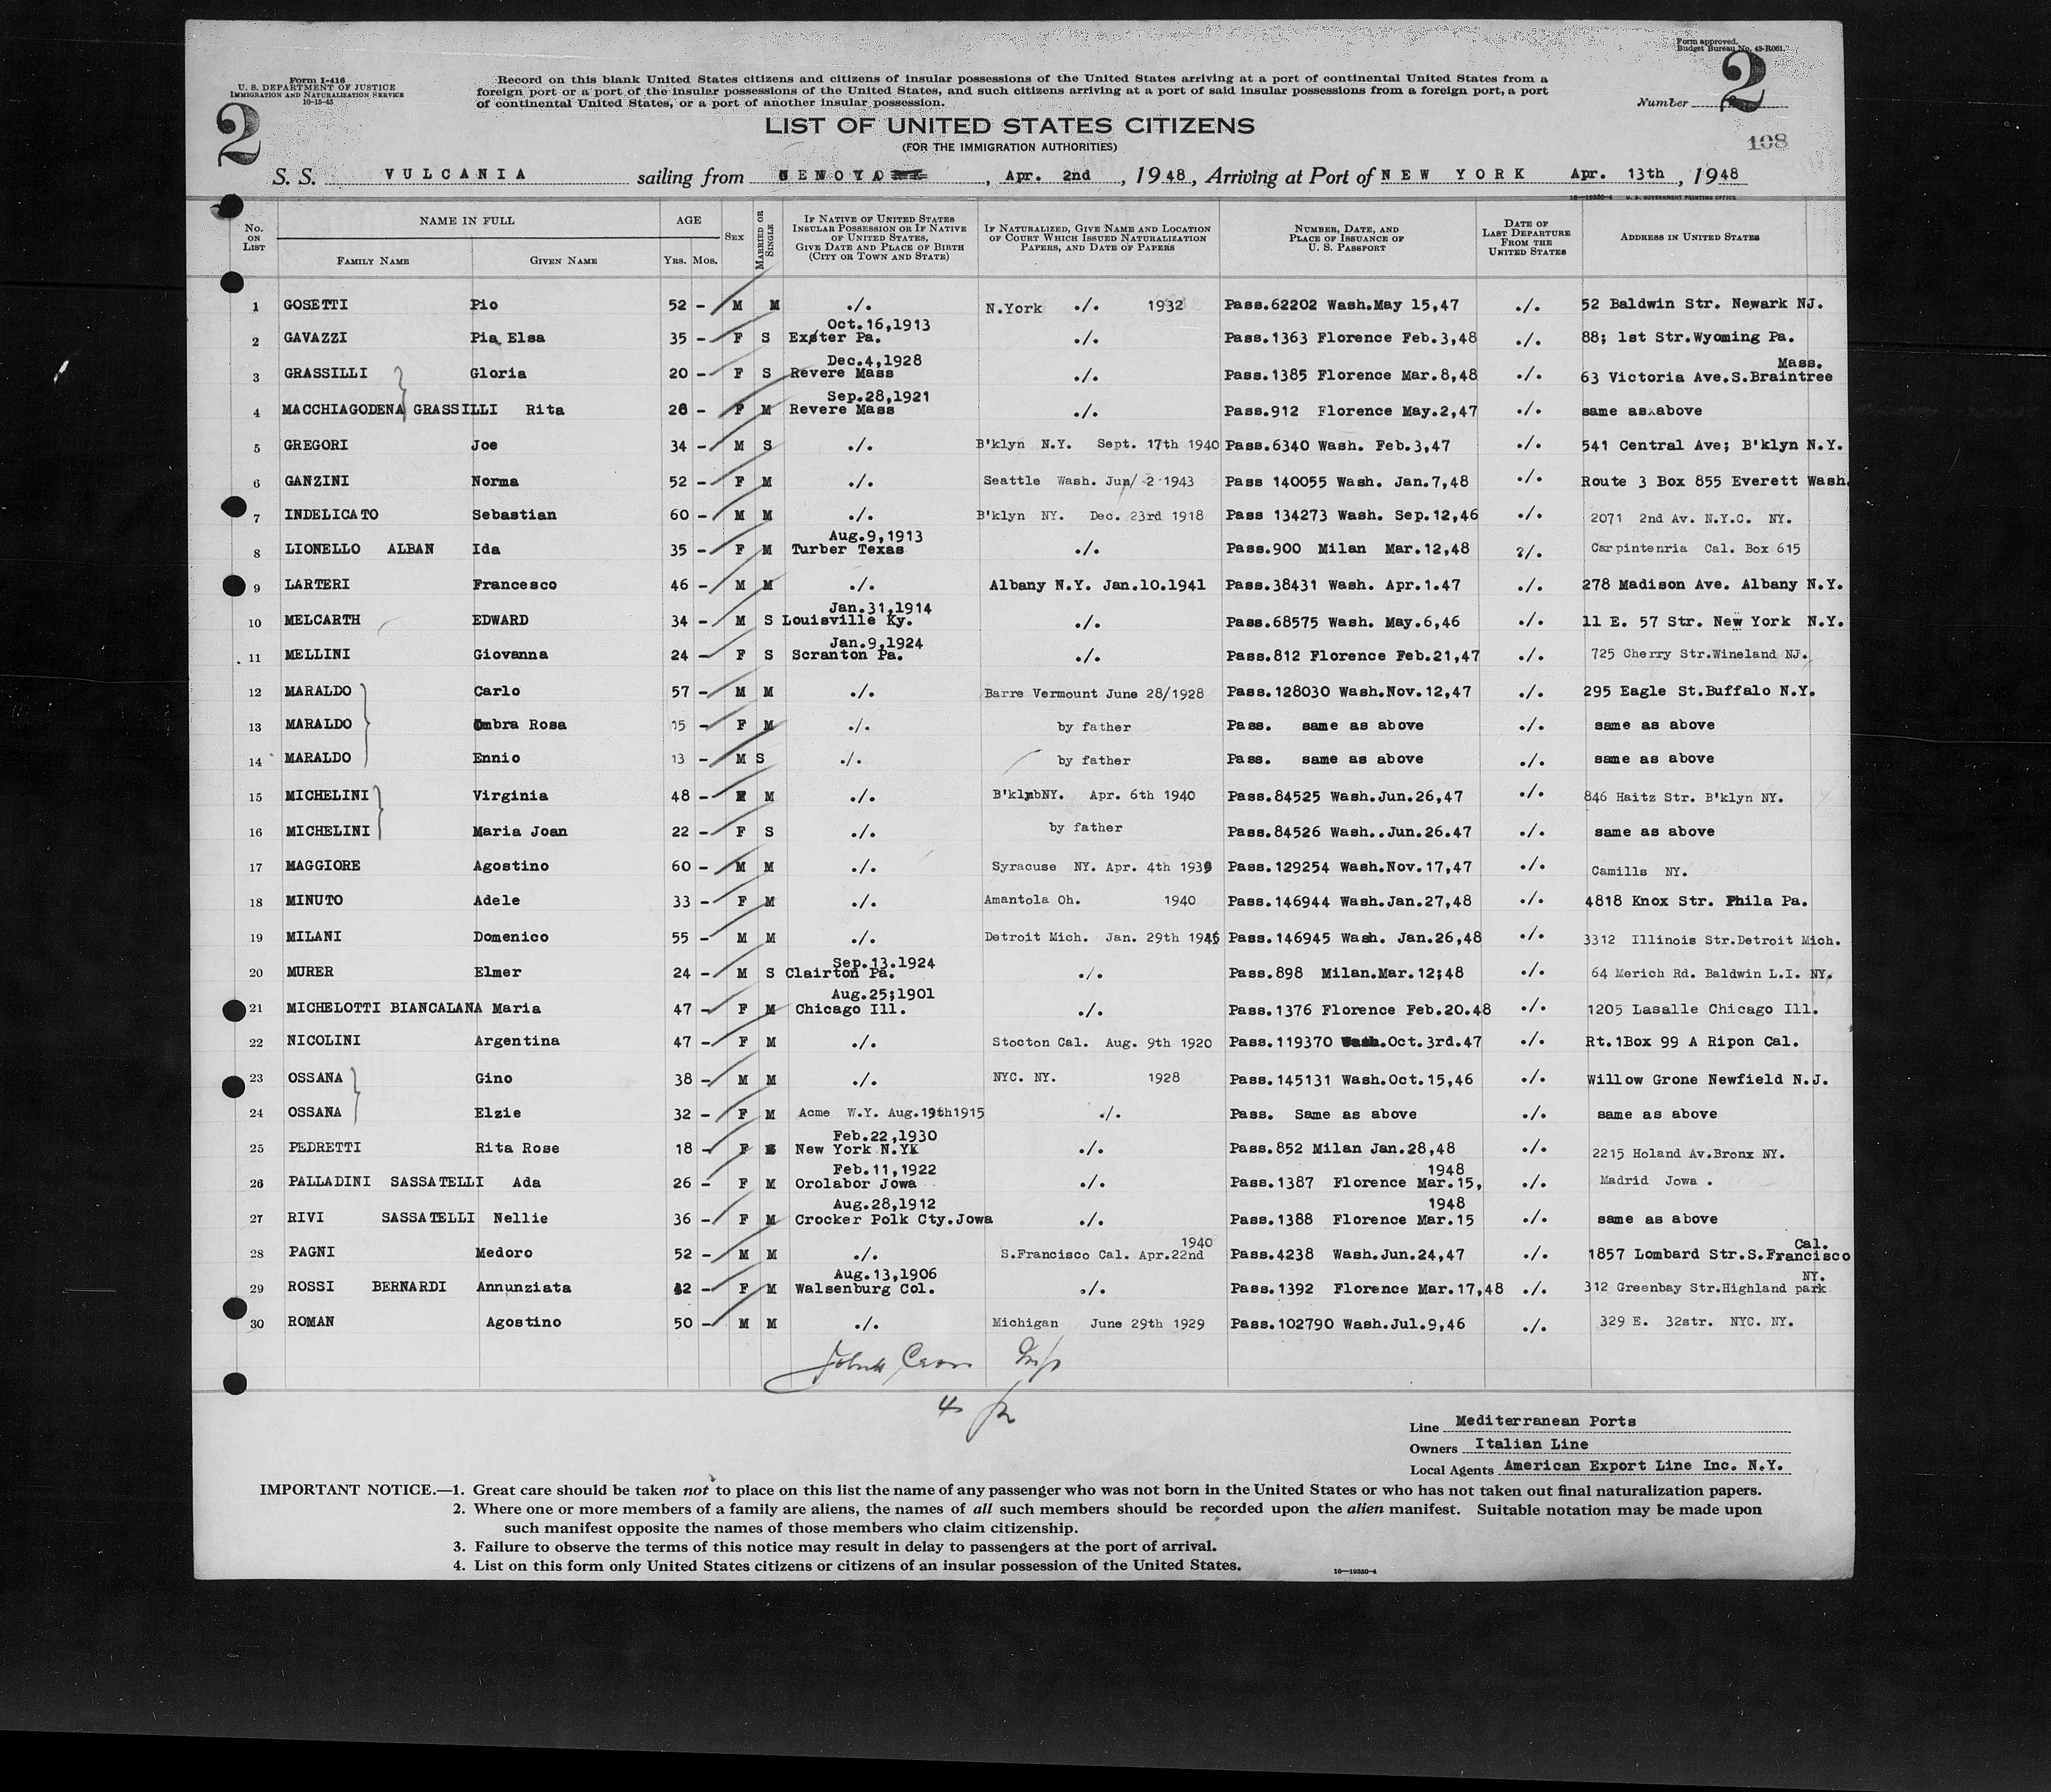 Form approved.
Budget Bureau No. 43-R061.
Form I-416
U. S. DEPARTMENT OF JUSTICE
IMMIGRATION AND NATURALIZATION SERVICE
10-15-45
2
Record on this blank United States citizens and citizens of insular possessions of the United States arriving at a port of continental United States from a
foreign port or a port of the insular possessions of the United States, and such citizens arriving at a port of said insular possessions from a foreign port, a port
of continental United States, or a port of another insular possession.
Number 2
LIST OF UNITED STATES CITIZENS
(FOR THE IMMIGRATION AUTHORITIES)
108
S. S. VULCANIA sailing from GENOVA, Apr. 2nd, 1948, Arriving at Port of NEW YORK Apr. 13th, 1948
16—19350-4 U. S. GOVERNMENT PRINTING OFFICE
No. ON LIST NAME IN FULL FAMILY NAME GIVEN NAME AGE YRS. MOS. SEX MARRIED OR SINGLE IF NATIVE OF UNITED STATES INSULAR POSSESSION OR IF NATIVE OF UNITED STATES, GIVE DATE AND PLACE OF BIRTH (CITY OR TOWN AND STATE) IF NATURALIZED, GIVE NAME AND LOCATION OF COURT WHICH ISSUED NATURALIZATION PAPERS, AND DATE OF PAPERS NUMBER, DATE, AND PLACE OF ISSUANCE OF U. S. PASSPORT DATE OF LAST DEPARTURE FROM THE UNITED STATES ADDRESS IN UNITED STATES
1 GOSETTI Pio 52 - M M ./. N.York ./. 1932 Pass.62202 Wash.May 15,47 ./. 52 Baldwin Str. Newark NJ.
Oct.16,1913
2 GAVAZZI Pia Elsa 35 - F S Exeter Pa. ./. Pass.1363 Florence Feb.3,48 ./. 88; 1st Str.Wyoming Pa.
Dec.4,1928 Mass.
3 GRASSILLI Gloria 20 - F S Revere Mass ./. Pass.1385 Florence Mar.8,48 ./. 63 Victoria Ave.S.Braintree
Sep.28,1921
4 MACCHIAGODENA GRASSILLI Rita 26 - F M Revere Mass ./. Pass.912 Florence May.2,47 ./. same as above
5 GREGORI Joe 34 - M S ./. B'klyn N.Y. Sept. 17th 1940 Pass.6340 Wash. Feb.3,47 ./. 541 Central Ave; B'klyn N.Y.
6 GANZINI Norma 52 - F M ./. Seattle Wash. Jun/ 2 1943 Pass 140055 Wash. Jan.7,48 ./. Route 3 Box 855 Everett Wash.
7 INDELICATO Sebastian 60 - M M ./. B'klyn NY. Dec. 23rd 1918 Pass 134273 Wash. Sep.12,46 ./. 2071 2nd Av. N.Y.C. NY.
Aug.9,1913
8 LIONELLO ALBAN Ida 35 - F M Turber Texas ./. Pass.900 Milan Mar.12,48 ?/. Carpintenria Cal. Box 615
9 LARTERI Francesco 46 - M M ./. Albany N.Y. Jan.10.1941 Pass.38431 Wash. Apr.1.47 ./. 278 Madison Ave. Albany N.Y.
Jan.31,1914
10 MELCARTH EDWARD 34 - M S Louisville Ky. ./. Pass.68575 Wash. May.6,46 ./. 11 E. 57 Str. New York N.Y.
Jan.9,1924
11 MELLINI Giovanna 24 - F S Scranton Pa. ./. Pass.812 Florence Feb.21,47 ./. 725 Cherry Str.Wineland NJ.
12 MARALDO Carlo 57 - M M ./. Barre Vermount June 28/1928 Pass.128030 Wash.Nov.12,47 ./. 295 Eagle St.Buffalo N.Y.
13 MARALDO Ombra Rosa 15 - F M ./. by father Pass. same as above ./. same as above
14 MARALDO Ennio 13 - M S ./. by father Pass. same as above ./. same as above
15 MICHELINI Virginia 48 - F M ./. B'klynNY. Apr. 6th 1940 Pass.84525 Wash.Jun.26,47 ./. 846 Haitz Str. B'klyn NY.
16 MICHELINI Maria Joan 22 - F S ./. by father Pass.84526 Wash..Jun.26.47 ./. same as above
17 MAGGIORE Agostino 60 - M M ./. Syracuse NY. Apr. 4th 1939 Pass.129254 Wash.Nov.17,47 ./. Camills NY.
18 MINUTO Adele 33 - F M ./. Amantola Oh. 1940 Pass.146944 Wash.Jan.27,48 ./. 4818 Knox Str. Phila Pa.
19 MILANI Domenico 55 - M M ./. Detroit Mich. Jan. 29th Pass.146945 Wash. Jan.26,48 ./. 3312 Illinois Str.Detroit Mich.
Sep.13.1924
20 MURER Elmer 24 - M S Clairton Pa. ./. Pass.898 Milan.Mar.12;48 ./. 64 Merich Rd. Baldwin L.I. NY.
Aug.25;1901
21 MICHELOTTI BIANCALANA Maria 47 - F M Chicago Ill. ./. Pass.1376 Florence Feb.20.48 ./. 1205 Lasalle Chicago Ill.
22 NICOLINI Argentina 47 - F M ./. Stocton Cal. Aug. 9th 1920 Pass.119370 Wash.Oct.3rd.47 ./. Rt.1Box 99 A Ripon Cal.
23 OSSANA Gino 38 - M M ./. NYC. NY. 1928 Pass.145131 Wash.Oct.15,46 ./. Willow Grone Newfield N.J.
24 OSSANA Elzie 32 - F M Acme W.Y. Aug.19th1915 ./. Pass. Same as above ./. same as above
Feb.22,1930
25 PEDRETTI Rita Rose 18 - F S New York N.YK ./. Pass.852 Milan Jan.28,48 ./. 2215 Holand Av.Bronx NY.
Feb.11,1922 1948
26 PALLADINI SASSATELLI Ada 26 - F M Orolabor Jowa ./. Pass.1387 Florence Mar.15, ./. Madrid Jowa .
Aug.28,1912 1948
27 RIVI SASSATELLI Nellie 36 - F M Crocker Polk Cty.Jowa ./. Pass.1388 Florence Mar.15 ./. same as above
1940 Cal.
28 PAGNI Medoro 52 - M M ./. S.Francisco Cal. Apr.22nd Pass.4238 Wash.Jun.24,47 ./. 1857 Lombard Str.S.Francisco
Aug.13,1906 NY.
29 ROSSI BERNARDI Annunziata 42 - F M Walsenburg Col. ./. Pass.1392 Florence Mar.17,48 ./. 312 Greenbay Str.Highland park
30 ROMAN Agostino 50 - M M ./. Michigan June 29th 1929 Pass.102790 Wash.Jul.9,46 ./. 329 E. 32str. NYC. NY.
Line Mediterranean Ports
Owners Italian Line
Local Agents American Export Line Inc. N.Y.
IMPORTANT NOTICE.—1. Great care should be taken not to place on this list the name of any passenger who was not born in the United States or who has not taken out final naturalization papers.
2. Where one or more members of a family are aliens, the names of all such members should be recorded upon the alien manifest. Suitable notation may be made upon
such manifest opposite the names of those members who claim citizenship.
3. Failure to observe the terms of this notice may result in delay to passengers at the port of arrival.
4. List on this form only United States citizens or citizens of an insular possession of the United States.
16—19350-4